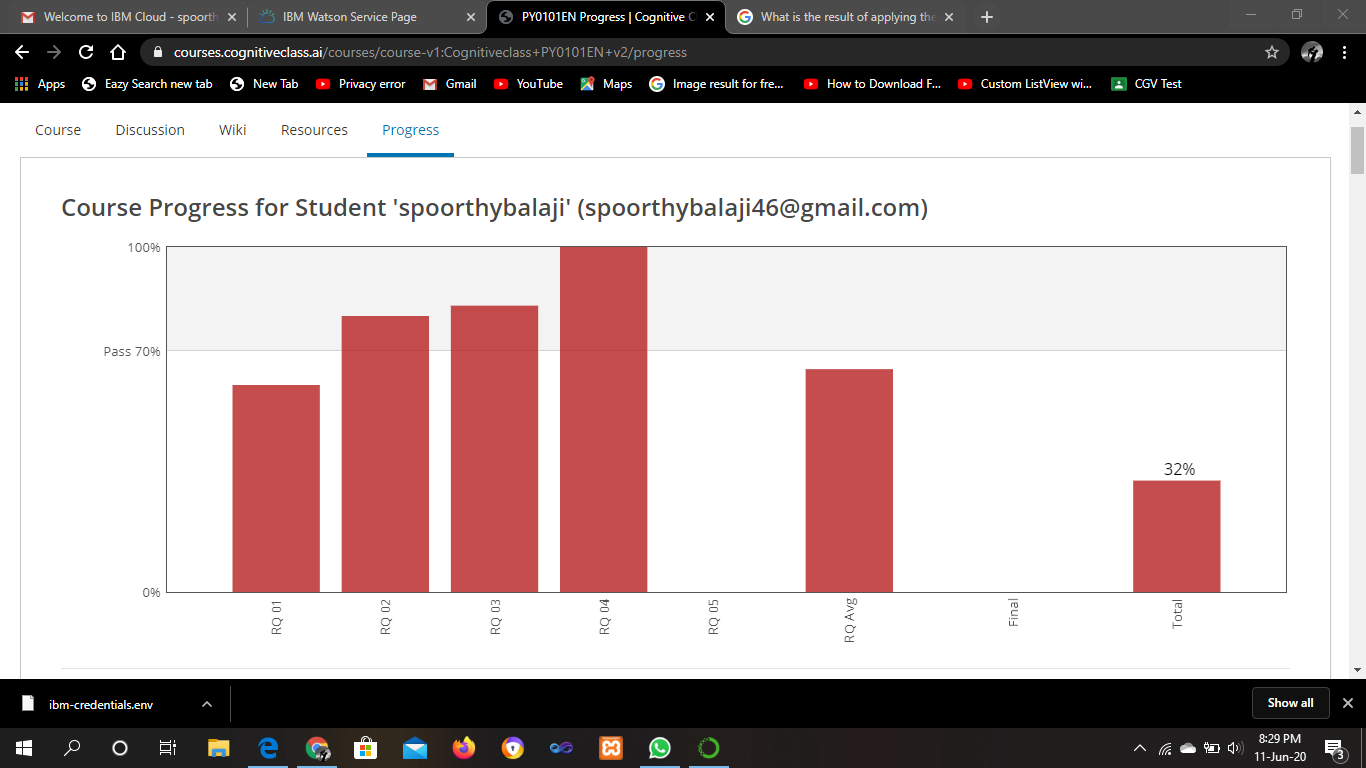 Welcome to IBM Cloud - spoorth
IBM Watson Service Page
PY0101EN Progress | Cognitive C
What is the result of applying the
courses.cognitiveclass.ai/courses/course-v1:Cognitiveclass+PY0101EN+v2/progress
Apps
Eazy Search new tab
New Tab
Privacy error
Gmail
YouTube
Maps
Image result for fre...
How to Download F...
Custom ListView wi...
CGV Test
Course
Discussion
Wiki
Resources
Progress
Course Progress for Student 'spoorthybalaji' (spoorthybalaji46@gmail.com)
100%
Pass 70%
0%
32%
RQ 01
RQ 02
RQ 03
RQ 04
RQ 05
RQ Avg
Final
Total
ibm-credentials.env
Show all
8:29 PM
11-Jun-20
3